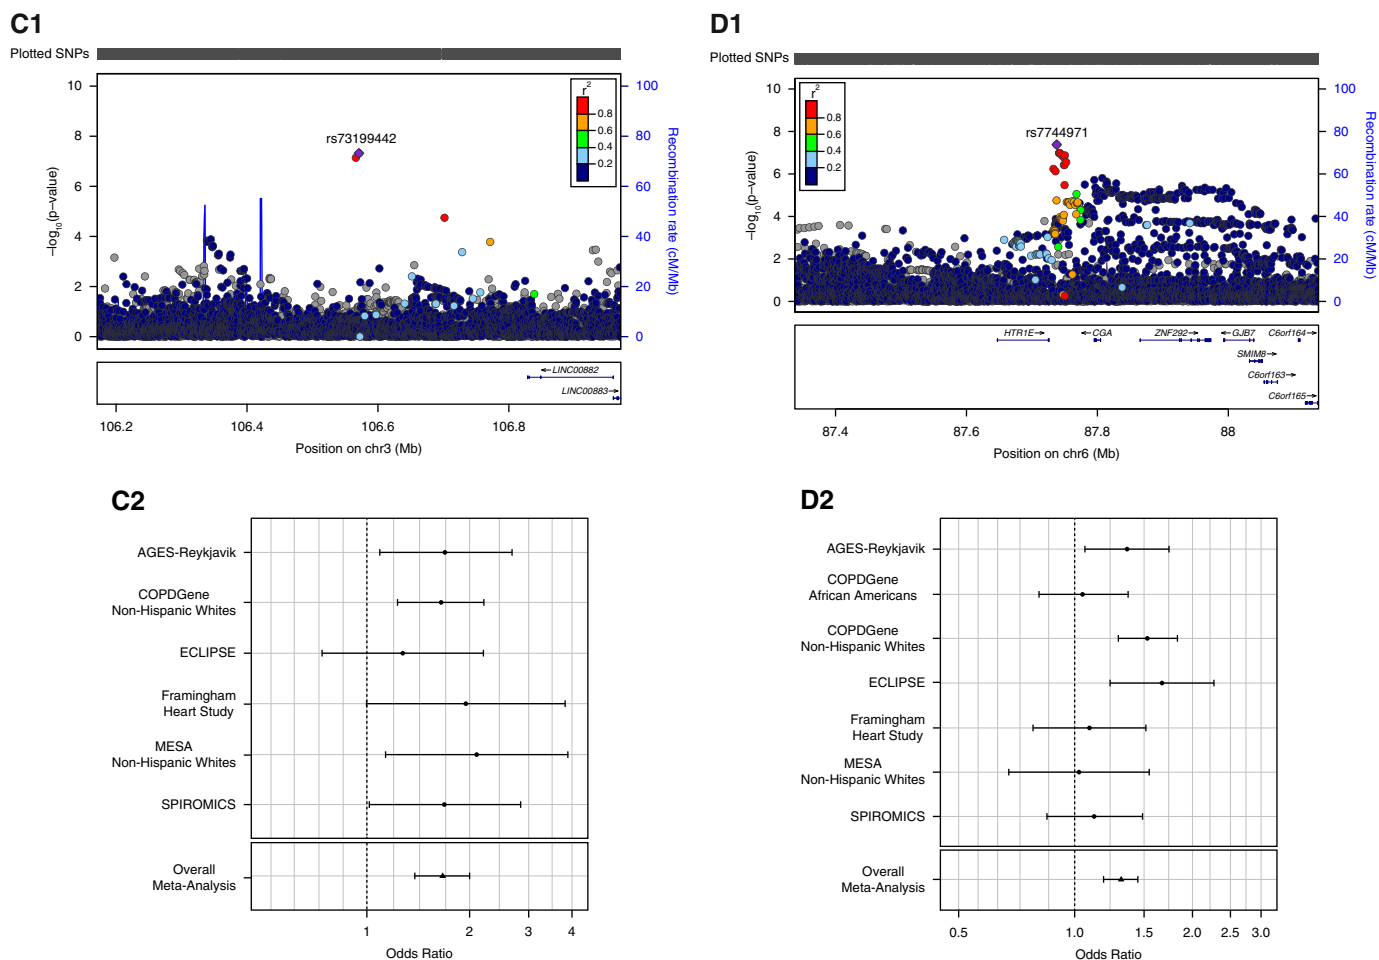 C1
Plotted SNPs
10
8
6
4
2
0
−log10(p−value)
rs73199442
r2
0.8
0.6
0.4
0.2
100
80
60
40
20
0
Recombination rate (cM/Mb)
LINC00882
LINC00883
106.2
106.4
106.6
106.8
Position on chr3 (Mb)
D1
Plotted SNPs
10
8
6
4
2
0
−log10(p−value)
r2
0.8
0.6
0.4
0.2
rs7744971
100
80
60
40
20
0
Recombination rate (cM/Mb)
HTR1E
CGA
ZNF292
GJB7
C6orf164
SMIM8
C6orf163
C6orf165
87.4
87.6
87.8
88
Position on chr6 (Mb)
C2
AGES-Reykjavik
COPDGene
Non-Hispanic Whites
ECLIPSE
Framingham
Heart Study
MESA
Non-Hispanic Whites
SPIROMICS
Overall
Meta-Analysis
1
2
3
4
Odds Ratio
D2
AGES-Reykjavik
COPDGene
African Americans
COPDGene
Non-Hispanic Whites
ECLIPSE
Framingham
Heart Study
MESA
Non-Hispanic Whites
SPIROMICS
Overall
Meta-Analysis
0.5
1.0
1.5
2.0
2.5
3.0
Odds Ratio